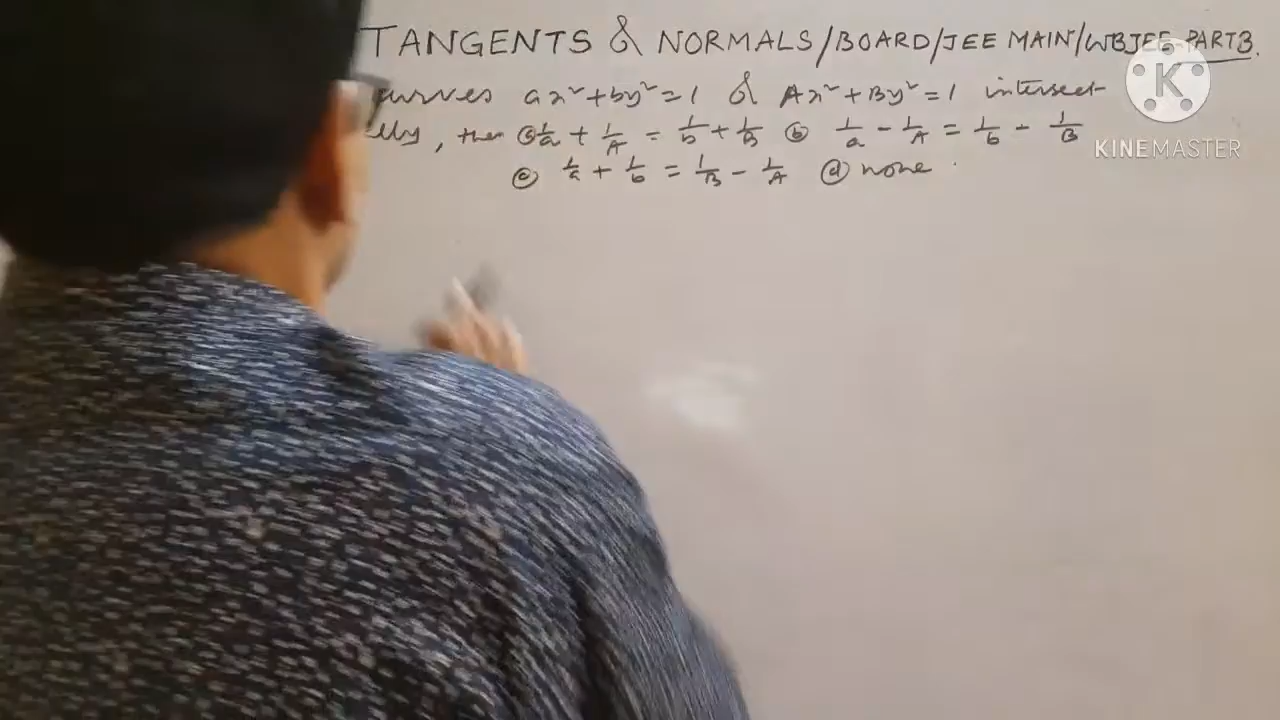 TANGENTS & NORMALS/BOARD/JEE MAIN/WBJEE PART3.
curves ax²+by²=1 & Ax²+By²=1 intersect
lly, then ⓐ 1/a + 1/A = 1/b + 1/B ⓑ 1/a - 1/A = 1/b - 1/B
ⓒ 1/a + 1/b = 1/B - 1/A ⓓ none.
K
KINEMASTER